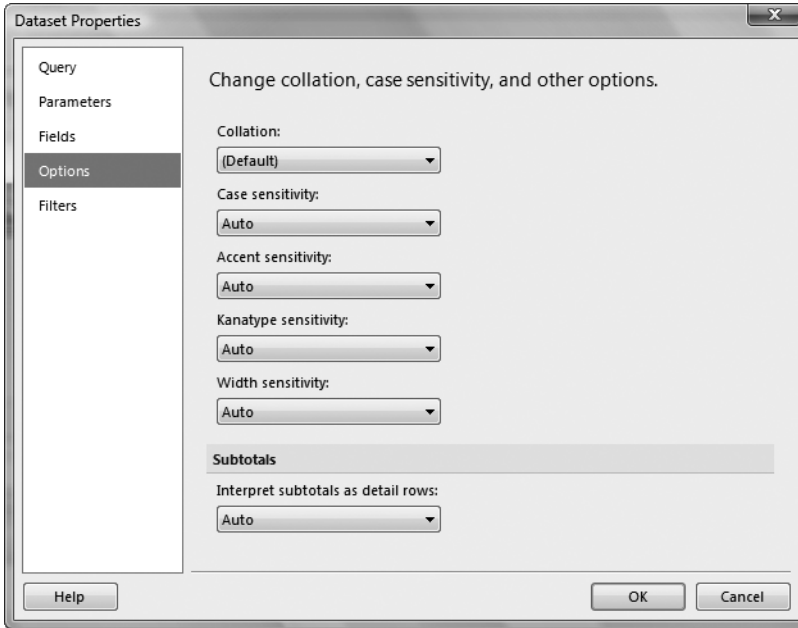 Dataset Properties
Query
Parameters
Fields
Options
Filters
Change collation, case sensitivity, and other options.
Collation:
(Default)
Case sensitivity:
Auto
Accent sensitivity:
Auto
Kanatype sensitivity:
Auto
Width sensitivity:
Auto
Subtotals
Interpret subtotals as detail rows:
Auto
Help
OK
Cancel